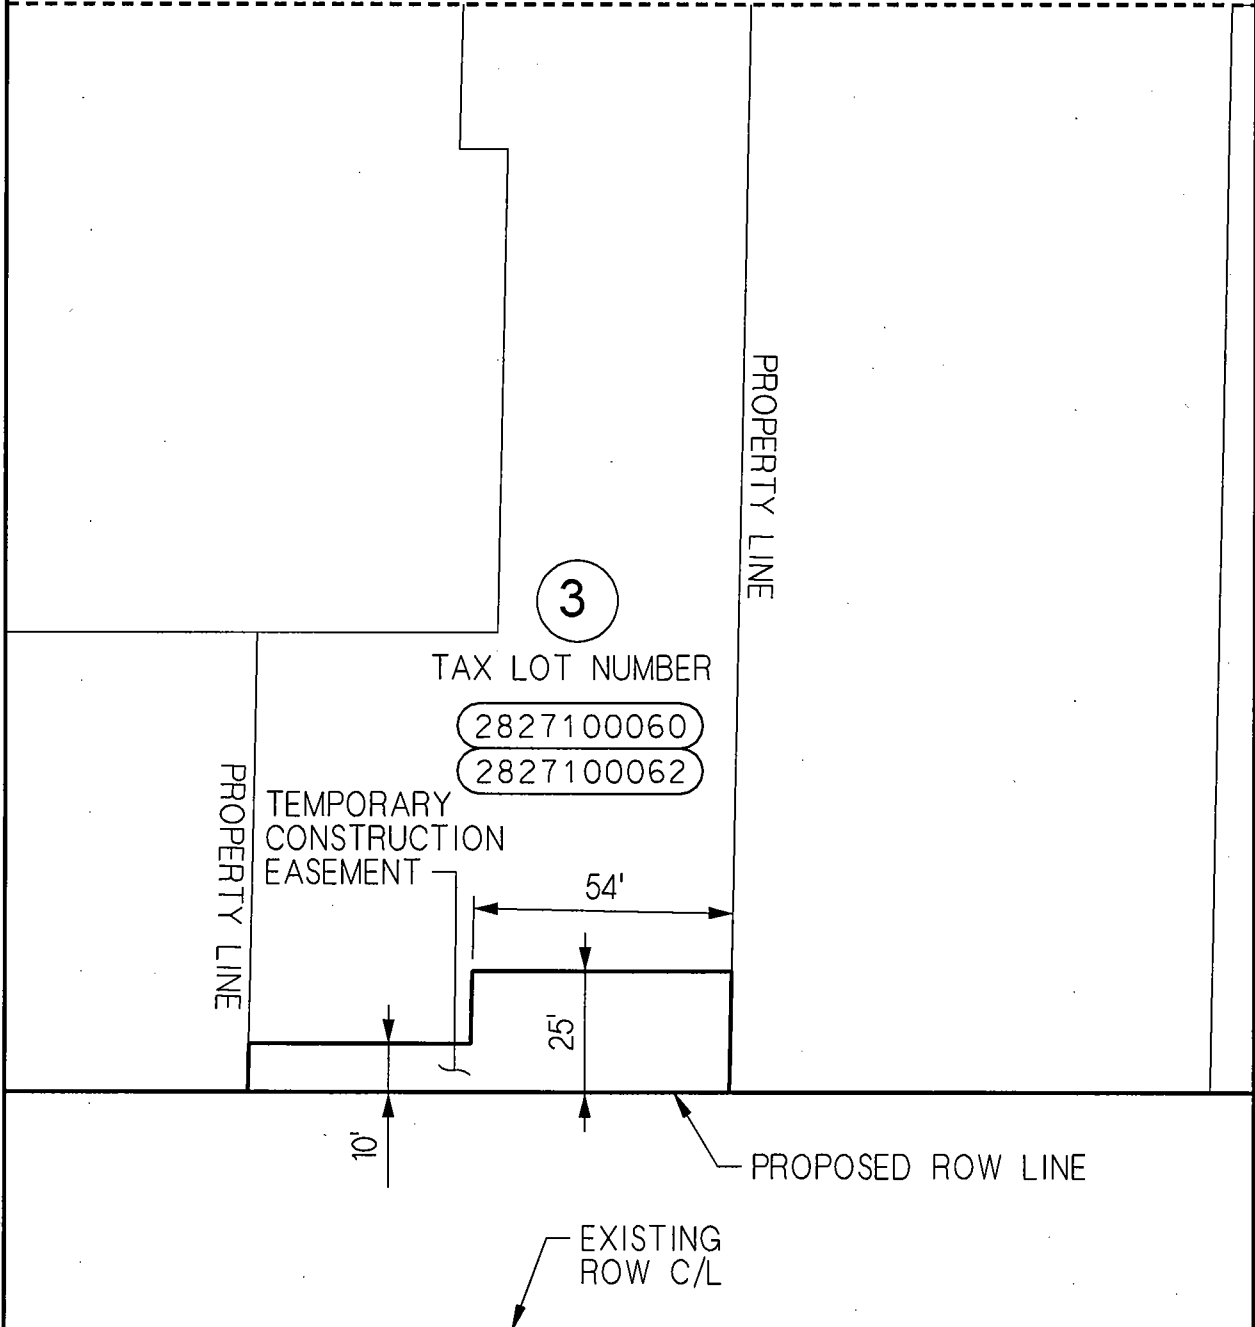 PROPERTY LINE
3
TAX LOT NUMBER
2827100060
2827100062
PROPERTY LINE
TEMPORARY
CONSTRUCTION
EASEMENT
54'
25'
10'
PROPOSED ROW LINE
EXISTING
ROW C/L